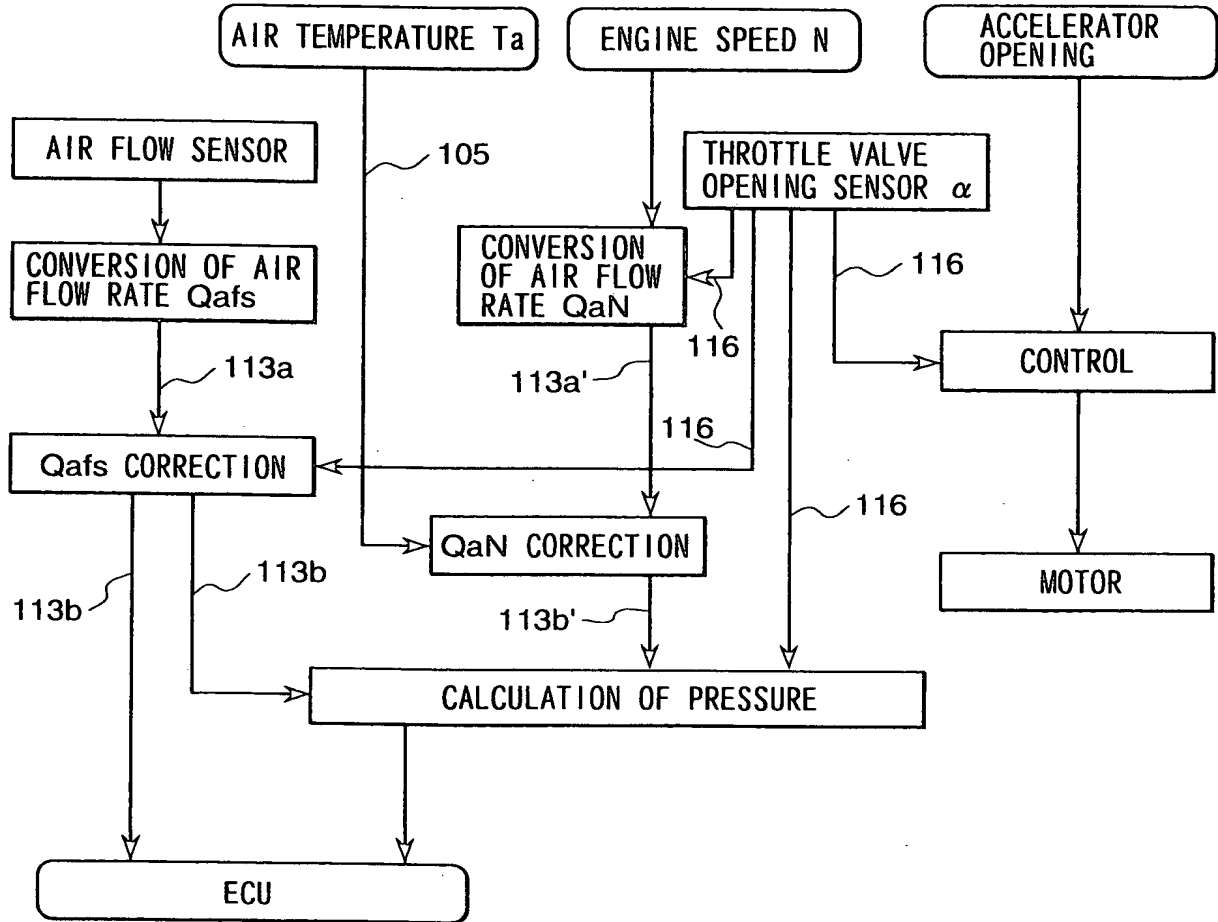 AIR TEMPERATURE Ta
ENGINE SPEED N
ACCELERATOR
OPENING
AIR FLOW SENSOR
105
THROTTLE VALVE
OPENING SENSOR α
CONVERSION OF AIR
FLOW RATE Qafs
CONVERSION
OF AIR FLOW
RATE QaN
116
116
113a
113a'
CONTROL
116
Qafs CORRECTION
116
QaN CORRECTION
113b
113b
113b'
MOTOR
CALCULATION OF PRESSURE
ECU